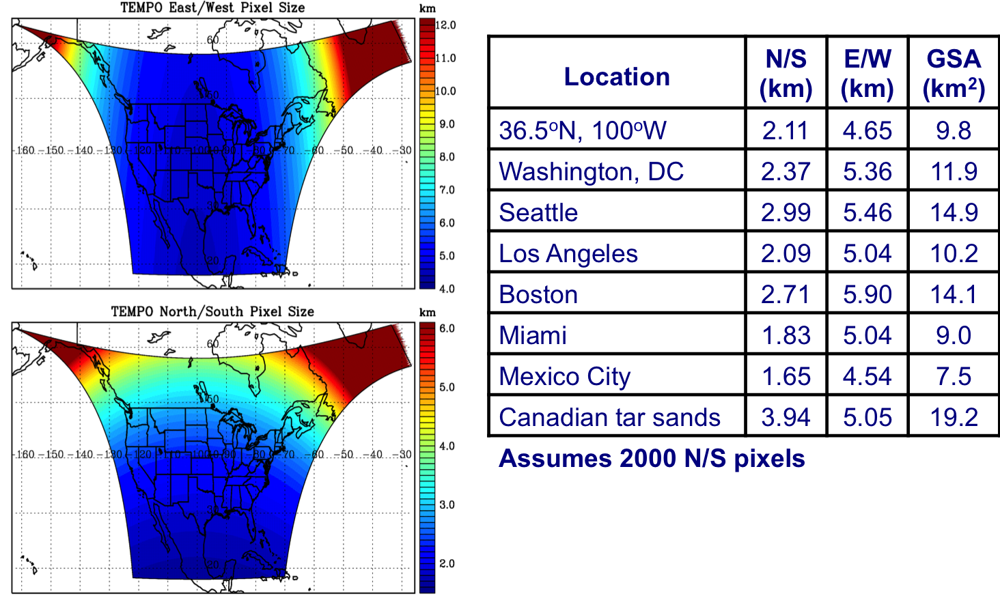 TEMPO East/West Pixel Size
km
12.0
11.0
10.0
9.0
8.0
7.0
6.0
5.0
4.0
60
50
-160 -150 -140 -130 -120 -110 -100 -90 -80 -70 -60 -50 -40 -30
30
20
TEMPO North/South Pixel Size
km
6.0
5.0
4.0
3.0
2.0
60
50
-160 -150 -140 -130 -120 -110 -100 -90 -80 -70 -60 -50 -40 -30
30
20
Location N/S (km) E/W (km) GSA (km²)
36.5ºN, 100ºW 2.11 4.65 9.8
Washington, DC 2.37 5.36 11.9
Seattle 2.99 5.46 14.9
Los Angeles 2.09 5.04 10.2
Boston 2.71 5.90 14.1
Miami 1.83 5.04 9.0
Mexico City 1.65 4.54 7.5
Canadian tar sands 3.94 5.05 19.2
Assumes 2000 N/S pixels